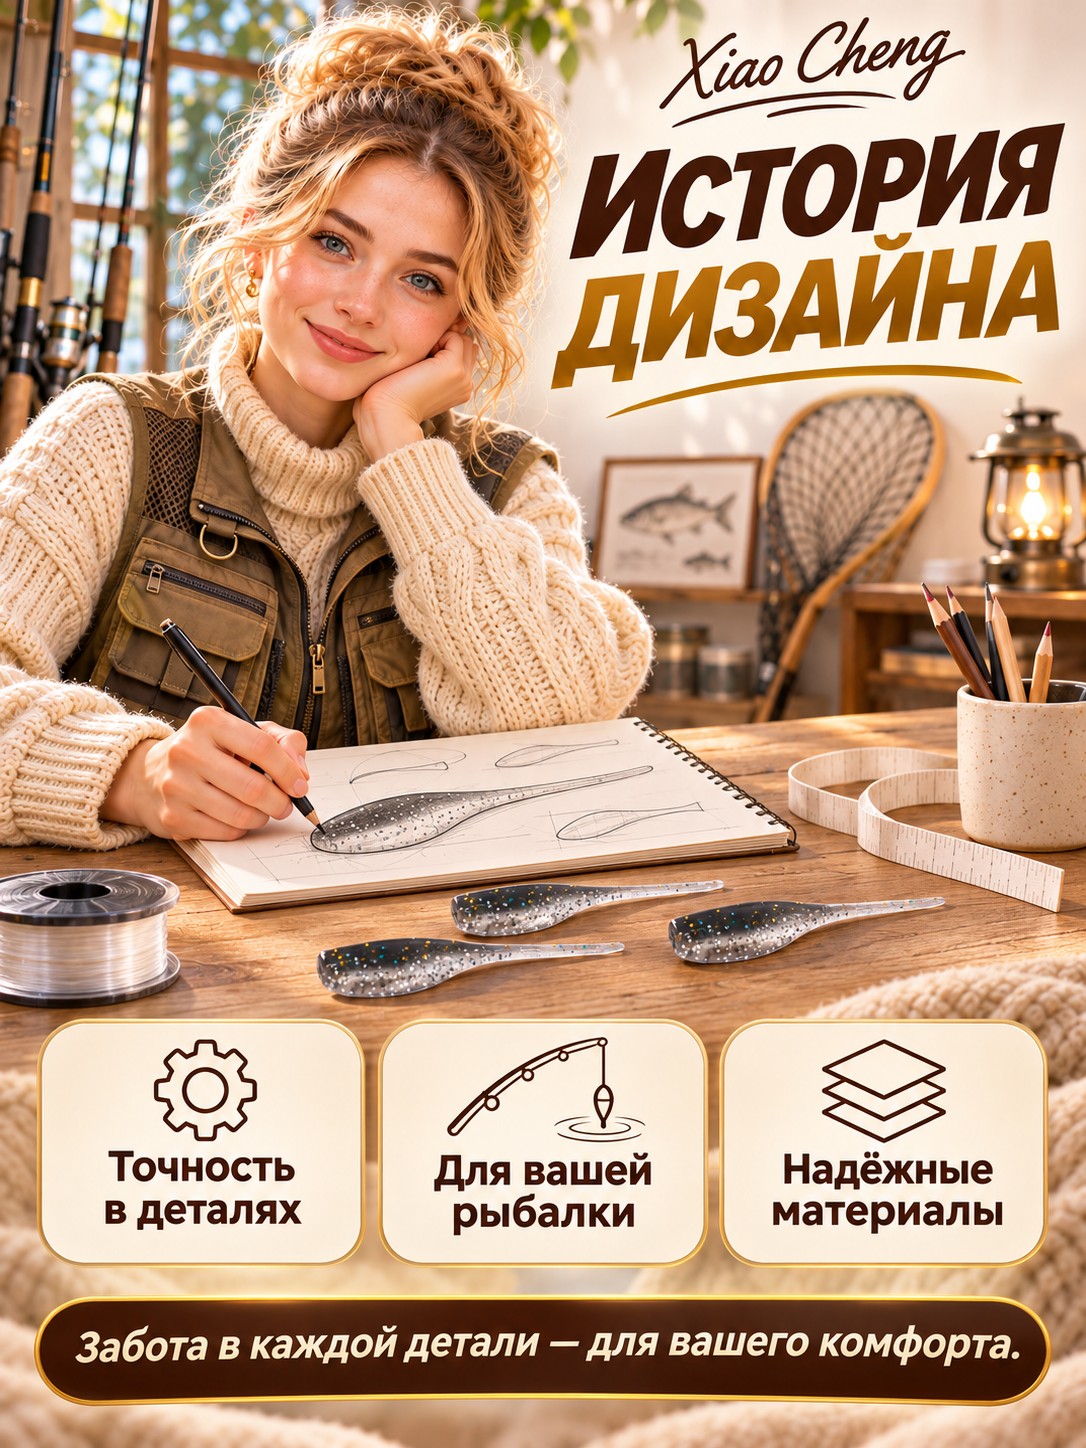 Xiao Cheng
ИСТОРИЯ
ДИЗАЙНА
Точность
в деталях
Для вашей
рыбалки
Надёжные
материалы
Забота в каждой детали — для вашего комфорта.